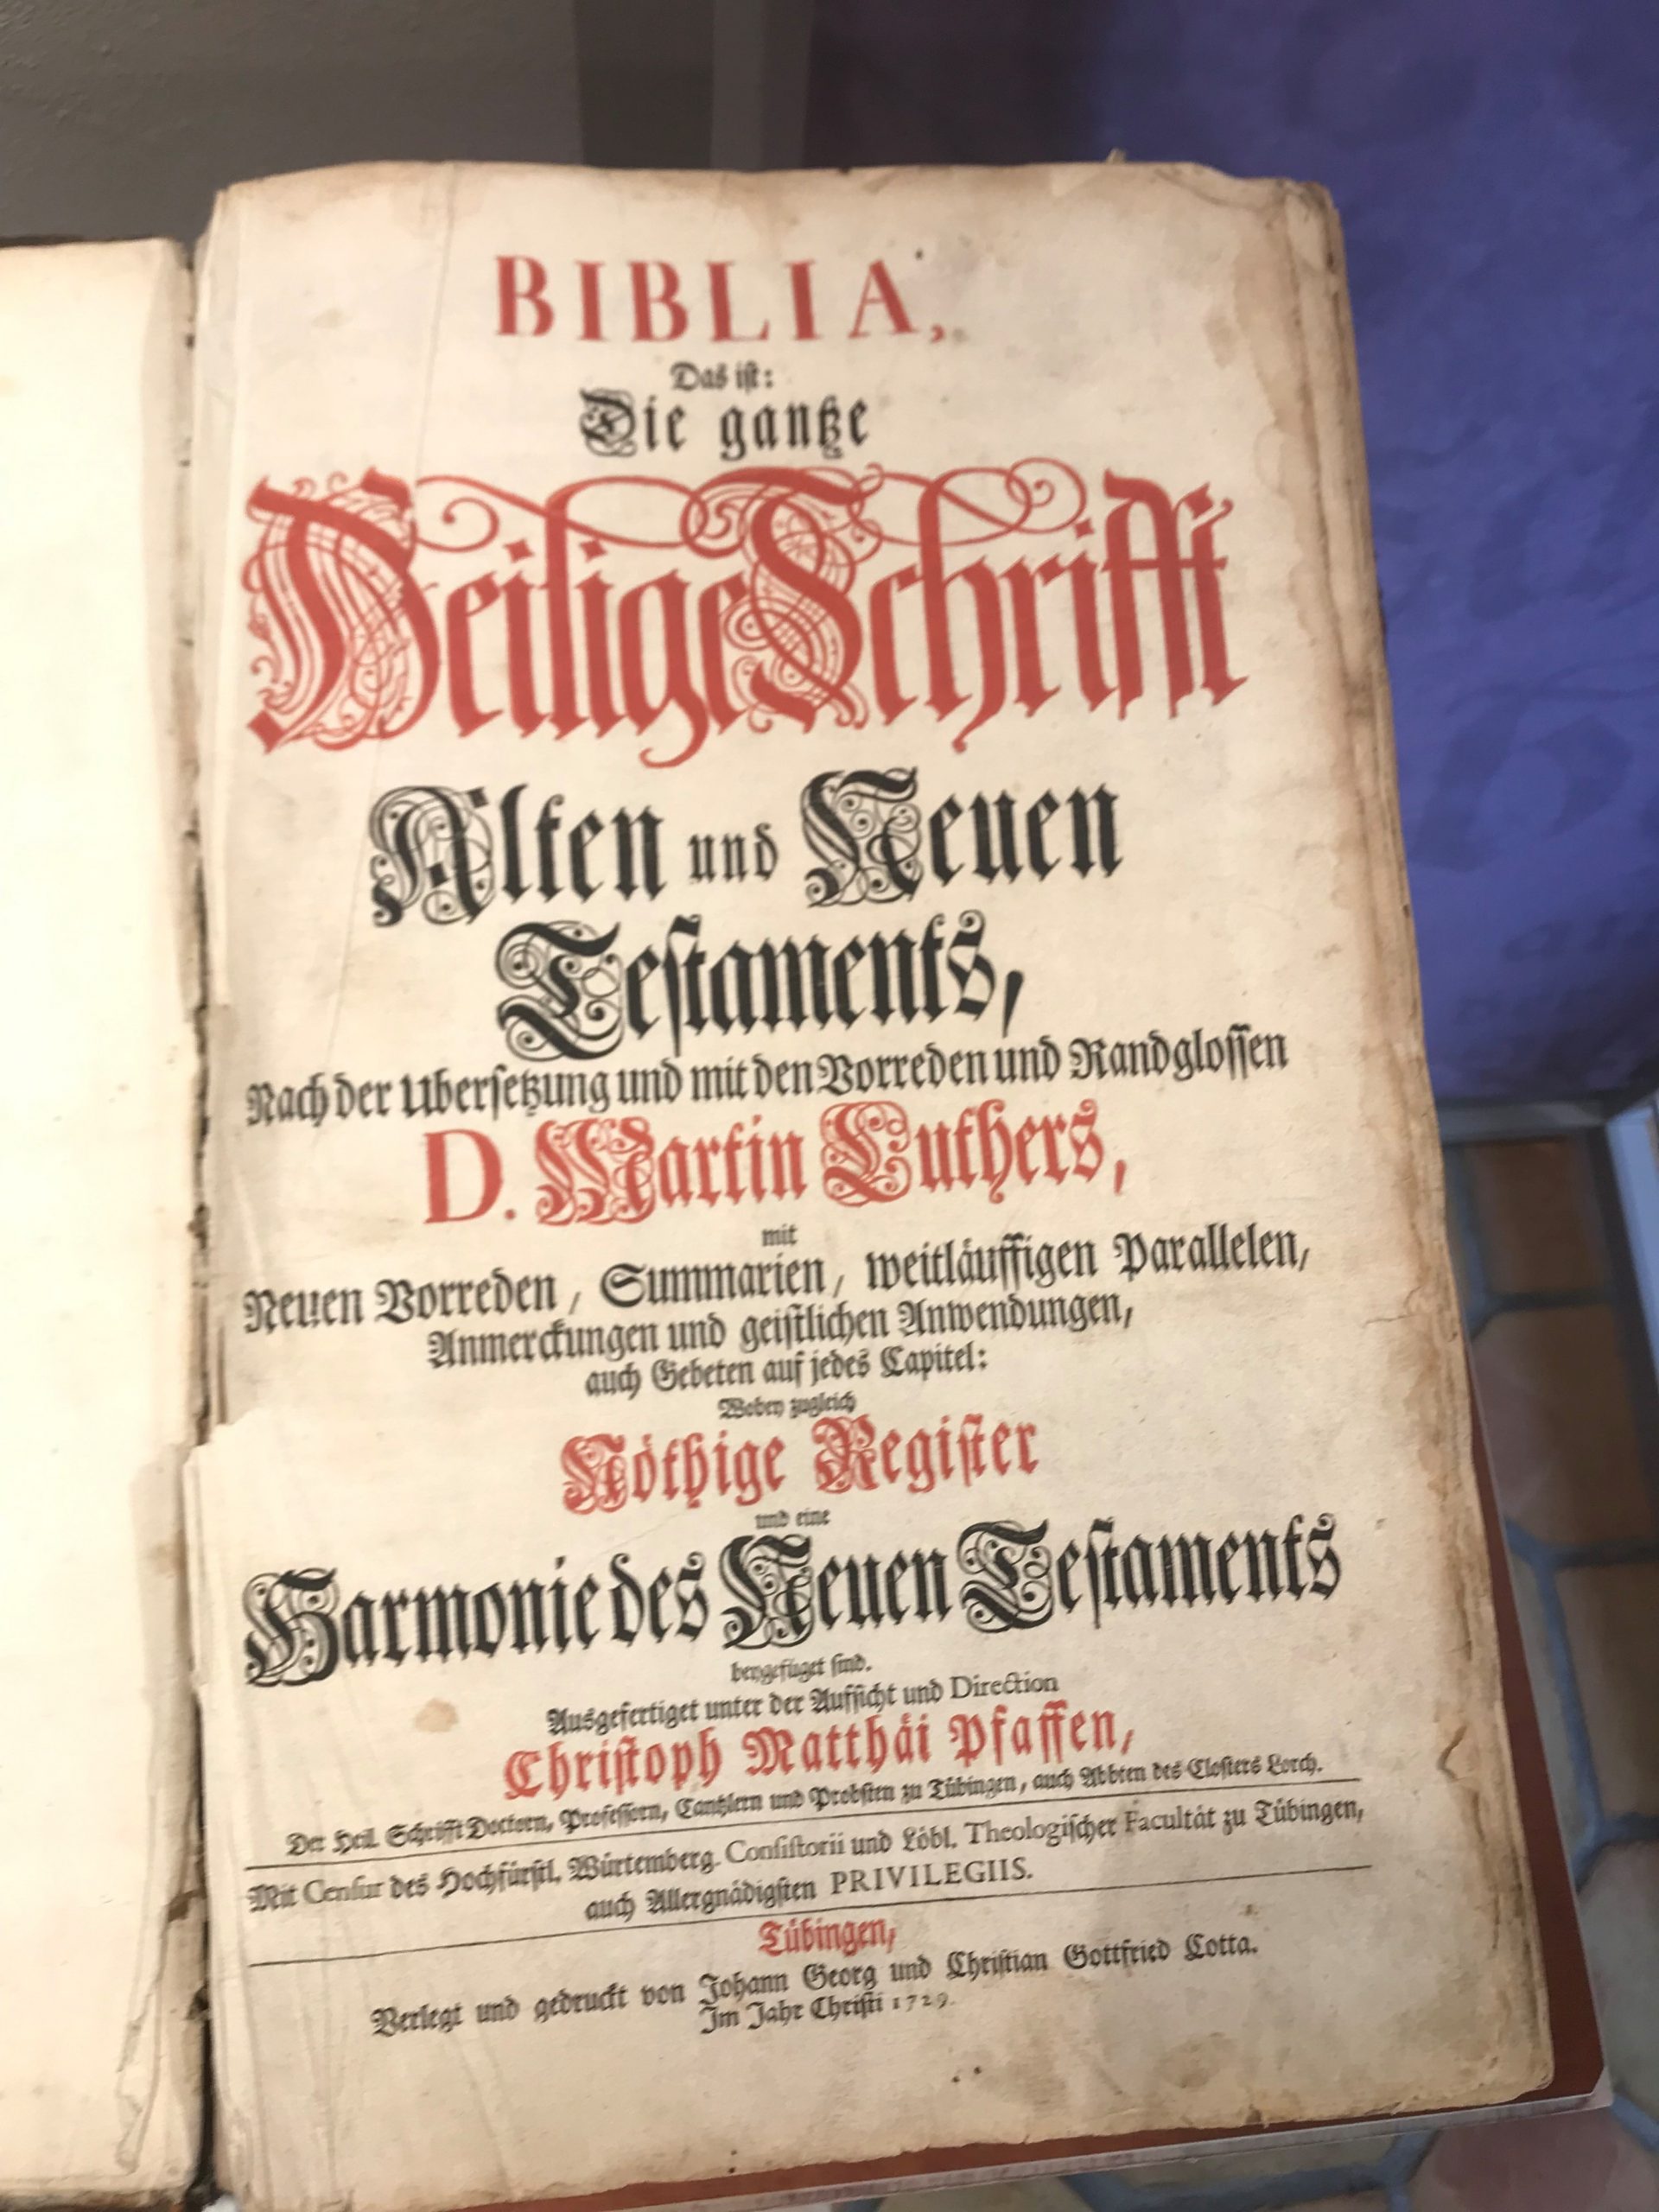 BIBLIA,
Das ist:
Die gantze
Heilige Schrifft
Alten und Neuen
Testaments,
Nach der Ubersetzung und mit den Vorreden und Randglossen
D. Martin Luthers,
mit
Neuen Vorreden, Summarien, weitläuffigen Parallelen,
Anmerckungen und geistlichen Anwendungen,
auch Gebeten auf jedes Capitel:
Wobey zugleich
Nöthige Register
und eine
Harmonie des Neuen Testaments
beygefüget sind.
Ausgefertiget unter der Aufsicht und Direction
Christoph Matthäi Pfaffen,
Der Heil. Schrifft Doctorn, Professorn, Cantzlern und Probsten zu Tübingen, auch Abbten des Closters Lorch.
Mit Censur des Hochfürstl. Würtemberg. Consistorii und Löbl. Theologischer Facultät zu Tübingen,
auch Allergnädigsten PRIVILEGIIS.
Tübingen,
Verlegt und gedruckt von Johann Georg und Christian Gottfried Cotta.
Im Jahr Christi 1729.